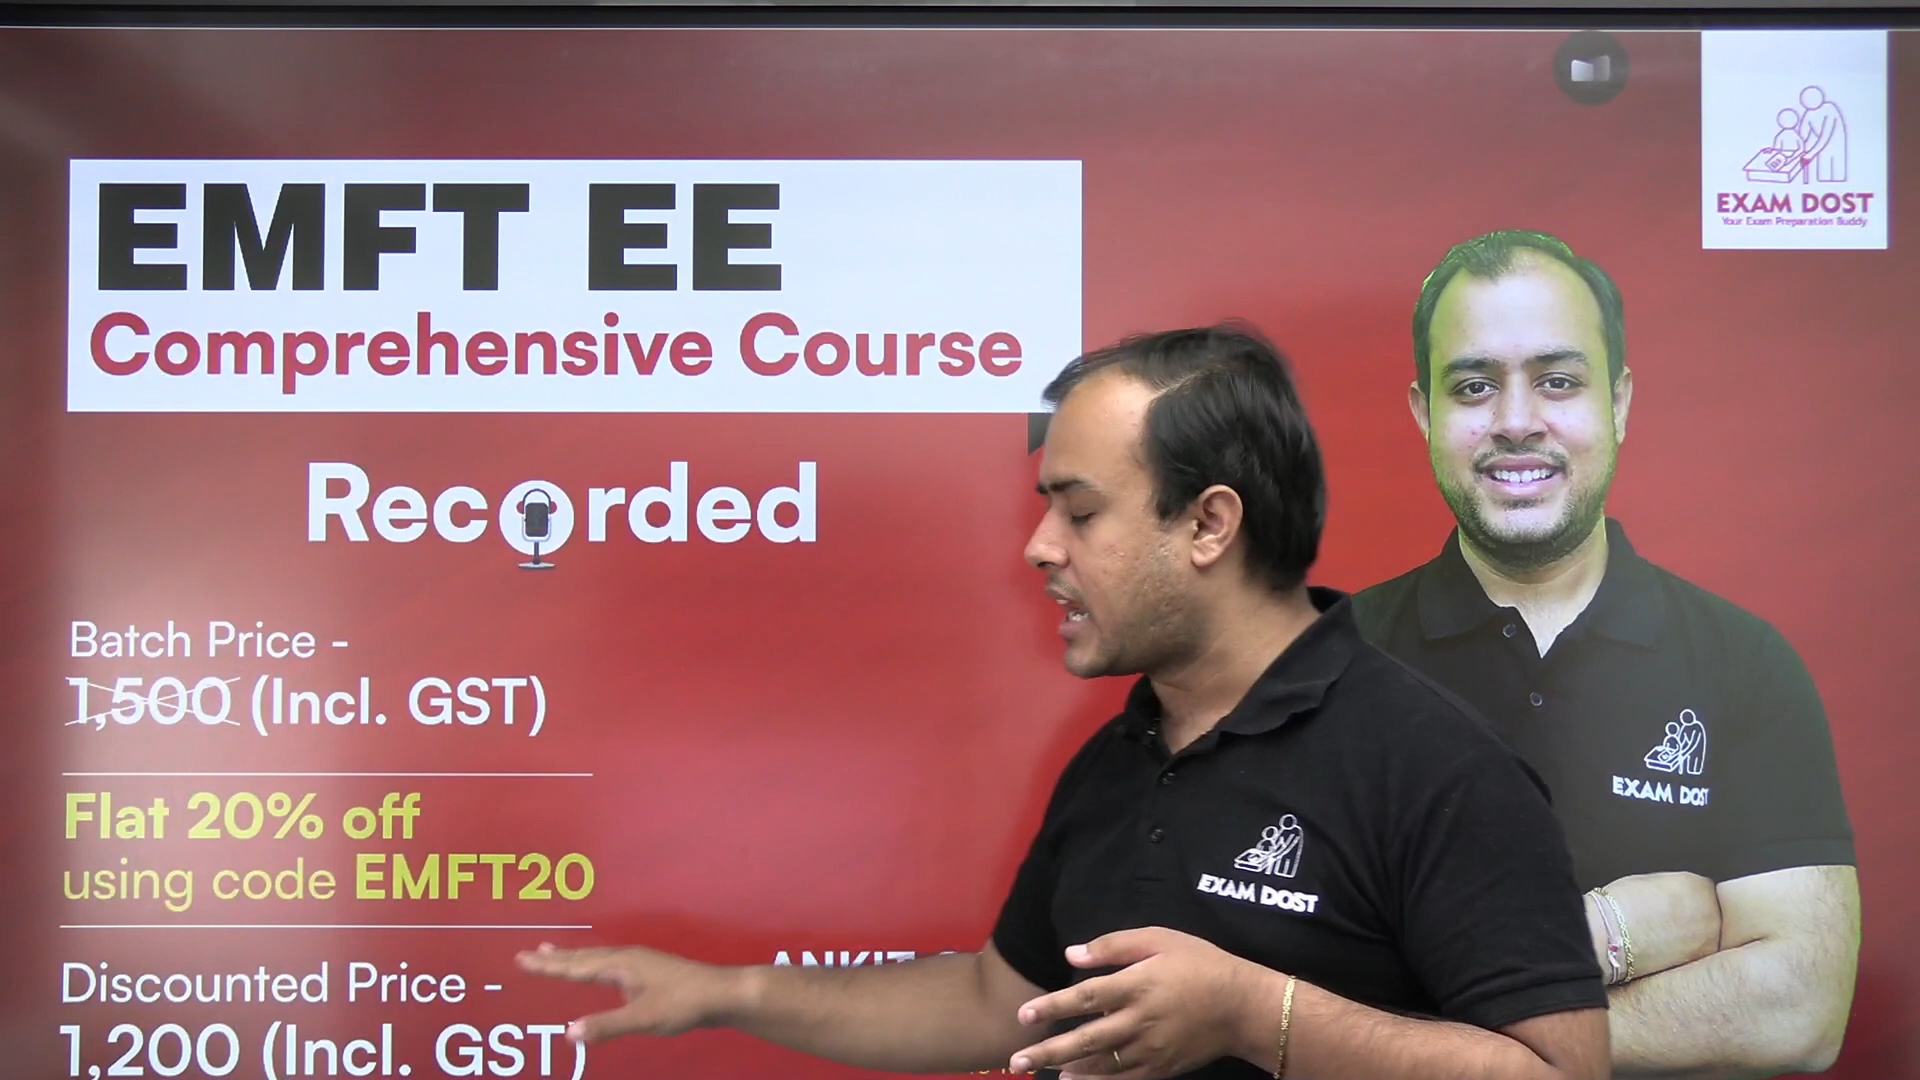 EMFT EE
Comprehensive Course
Recorded
Batch Price -
1,500 (Incl. GST)
Flat 20% off
using code EMFT20
Discounted Price -
1,200 (Incl. GST)
EXAM DOST
Your Exam Preparation Buddy
EXAM DOST
EXAM DOST
ANKIT